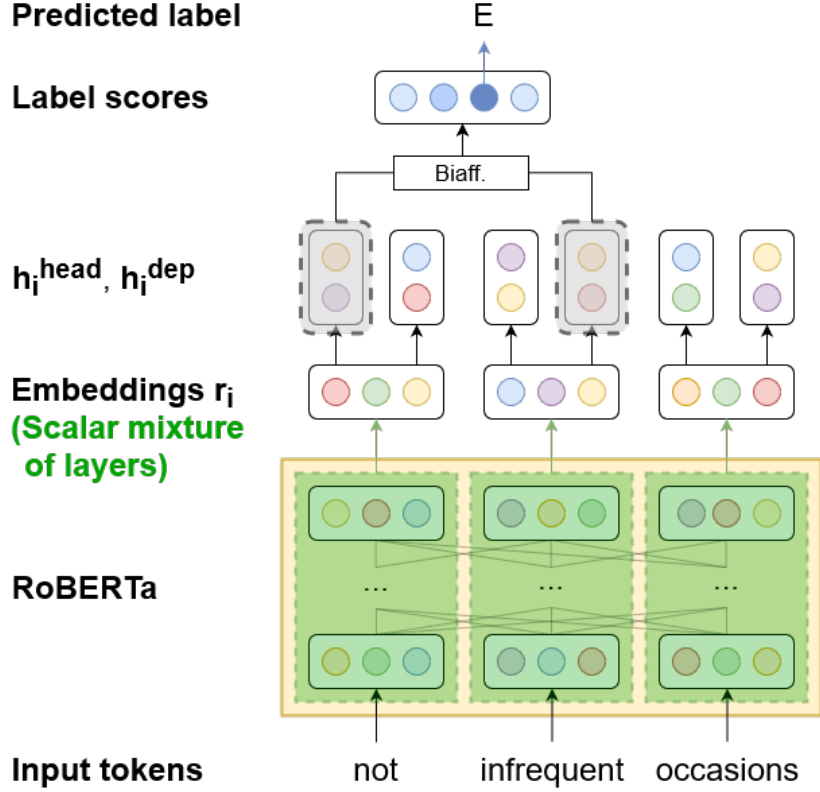 Predicted label E
Label scores
Biaff.
h_i^head, h_i^dep
Embeddings r_i
(Scalar mixture
of layers)
RoBERTa ... ... ...
Input tokens not infrequent occasions